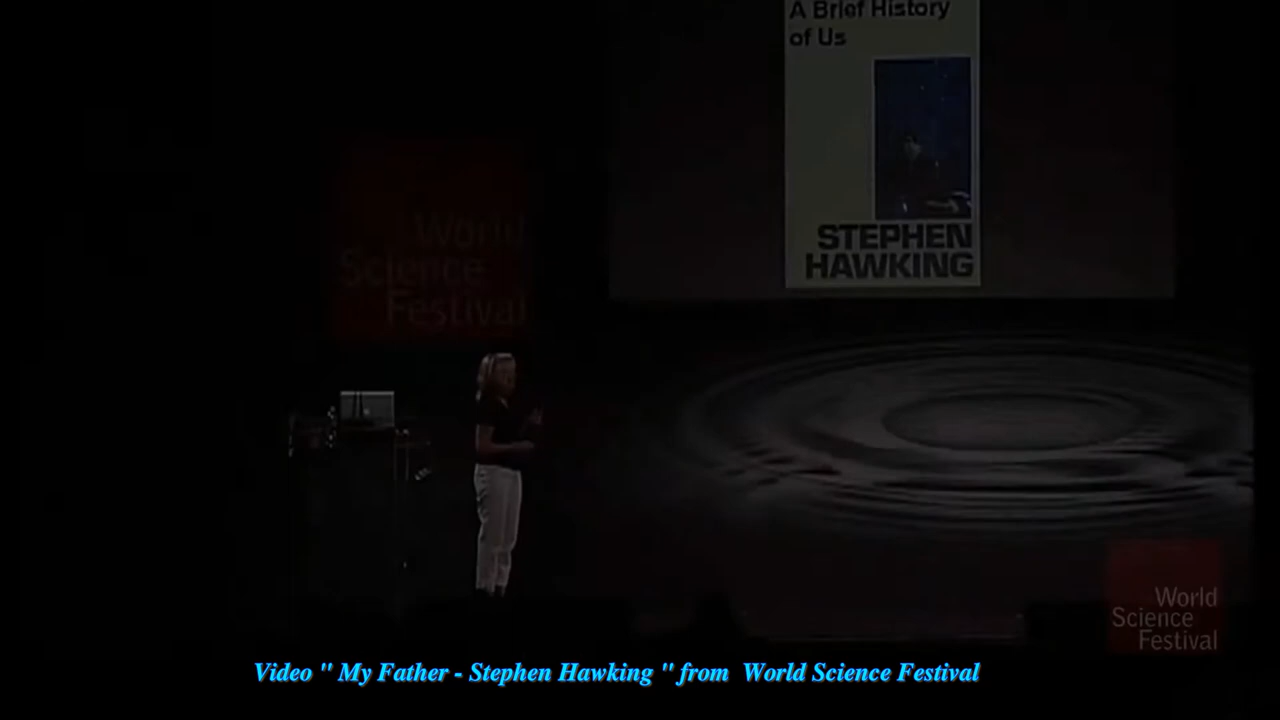 A Brief History
of Us
STEPHEN
HAWKING
World
Science
Festival
World
Science
Festival
Video " My Father - Stephen Hawking " from  World Science Festival